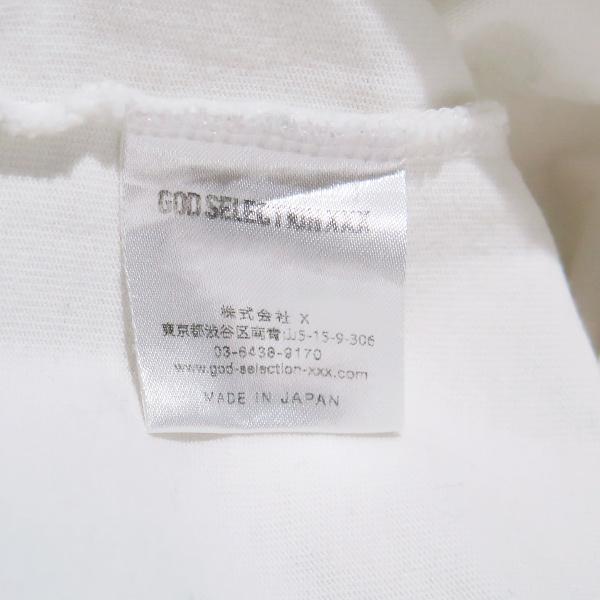 GOD SELECTION XXX
株式会社 X
東京都渋谷区南青山5-15-9-306
03-6438-9170
www.god-selection-xxx.com
MADE IN JAPAN